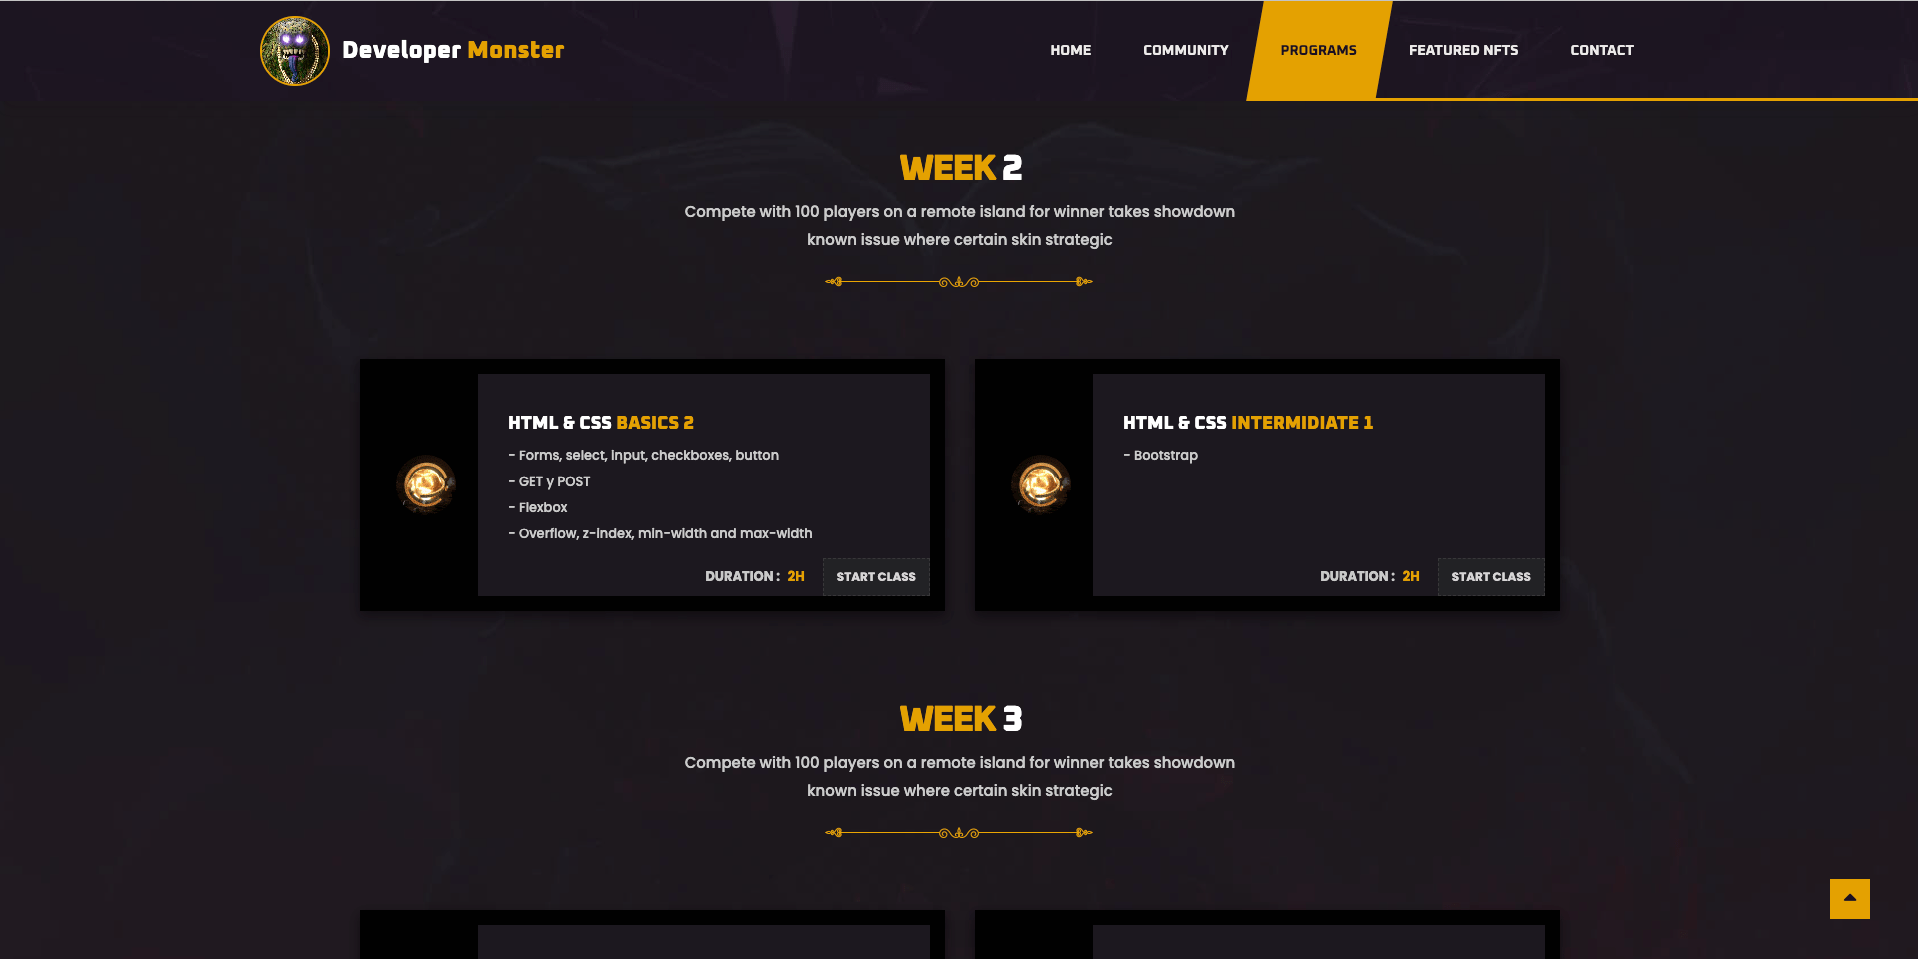 Developer Monster
HOME
COMMUNITY
PROGRAMS
FEATURED NFTS
CONTACT
WEEK 2
Compete with 100 players on a remote island for winner takes showdown
known issue where certain skin strategic
HTML & CSS BASICS 2
- Forms, select, input, checkboxes, button
- GET y POST
- Flexbox
- Overflow, z-index, min-width and max-width
DURATION : 2H
START CLASS
HTML & CSS INTERMIDIATE 1
- Bootstrap
DURATION : 2H
START CLASS
WEEK 3
Compete with 100 players on a remote island for winner takes showdown
known issue where certain skin strategic